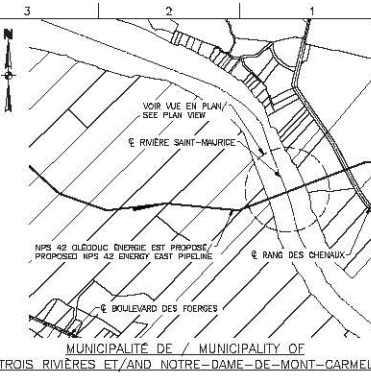 3 2 1
N
VOIR VUE EN PLAN/
SEE PLAN VIEW
℄ RIVIÈRE SAINT-MAURICE
NPS 42 OLÉODUC ÉNERGIE EST PROPOSÉ/
PROPOSED NPS 42 ENERGY EAST PIPELINE
℄ RANG DES CHENAUX
℄ BOULEVARD DES FOERGES
MUNICIPALITÉ DE / MUNICIPALITY OF
TROIS RIVIÈRES ET/AND NOTRE-DAME-DE-MONT-CARMEL